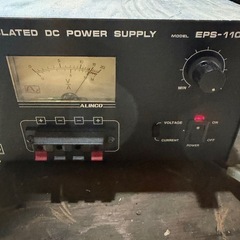 LATED DC POWER SUPPLY MODEL EPS-110
V
A
ALINCO
MIN
+ - + -
VOLTAGE ON
CURRENT OFF
POWER